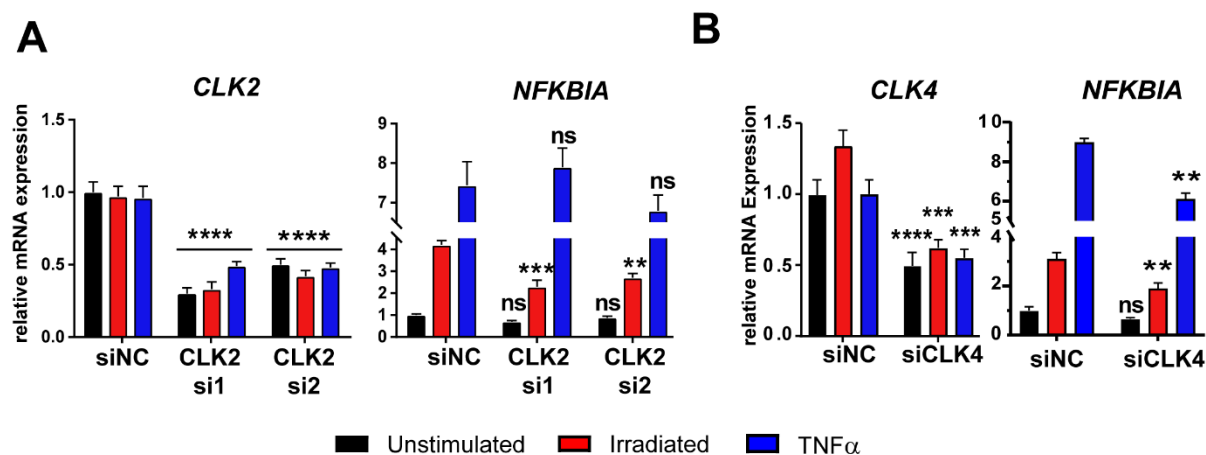 A
B
CLK2
NFKBIA
CLK4
NFKBIA
relative mRNA expression
1.5
1.0
0.5
0.0
****
****
siNC
CLK2
si1
CLK2
si2
9
8
7
4
3
2
1
0
ns
***
ns
ns
**
ns
siNC
CLK2
si1
CLK2
si2
relative mRNA Expression
1.5
1.0
0.5
0.0
****
***
***
siNC
siCLK4
10
8
6
4
2
0
ns
**
**
siNC
siCLK4
Unstimulated
Irradiated
TNFα